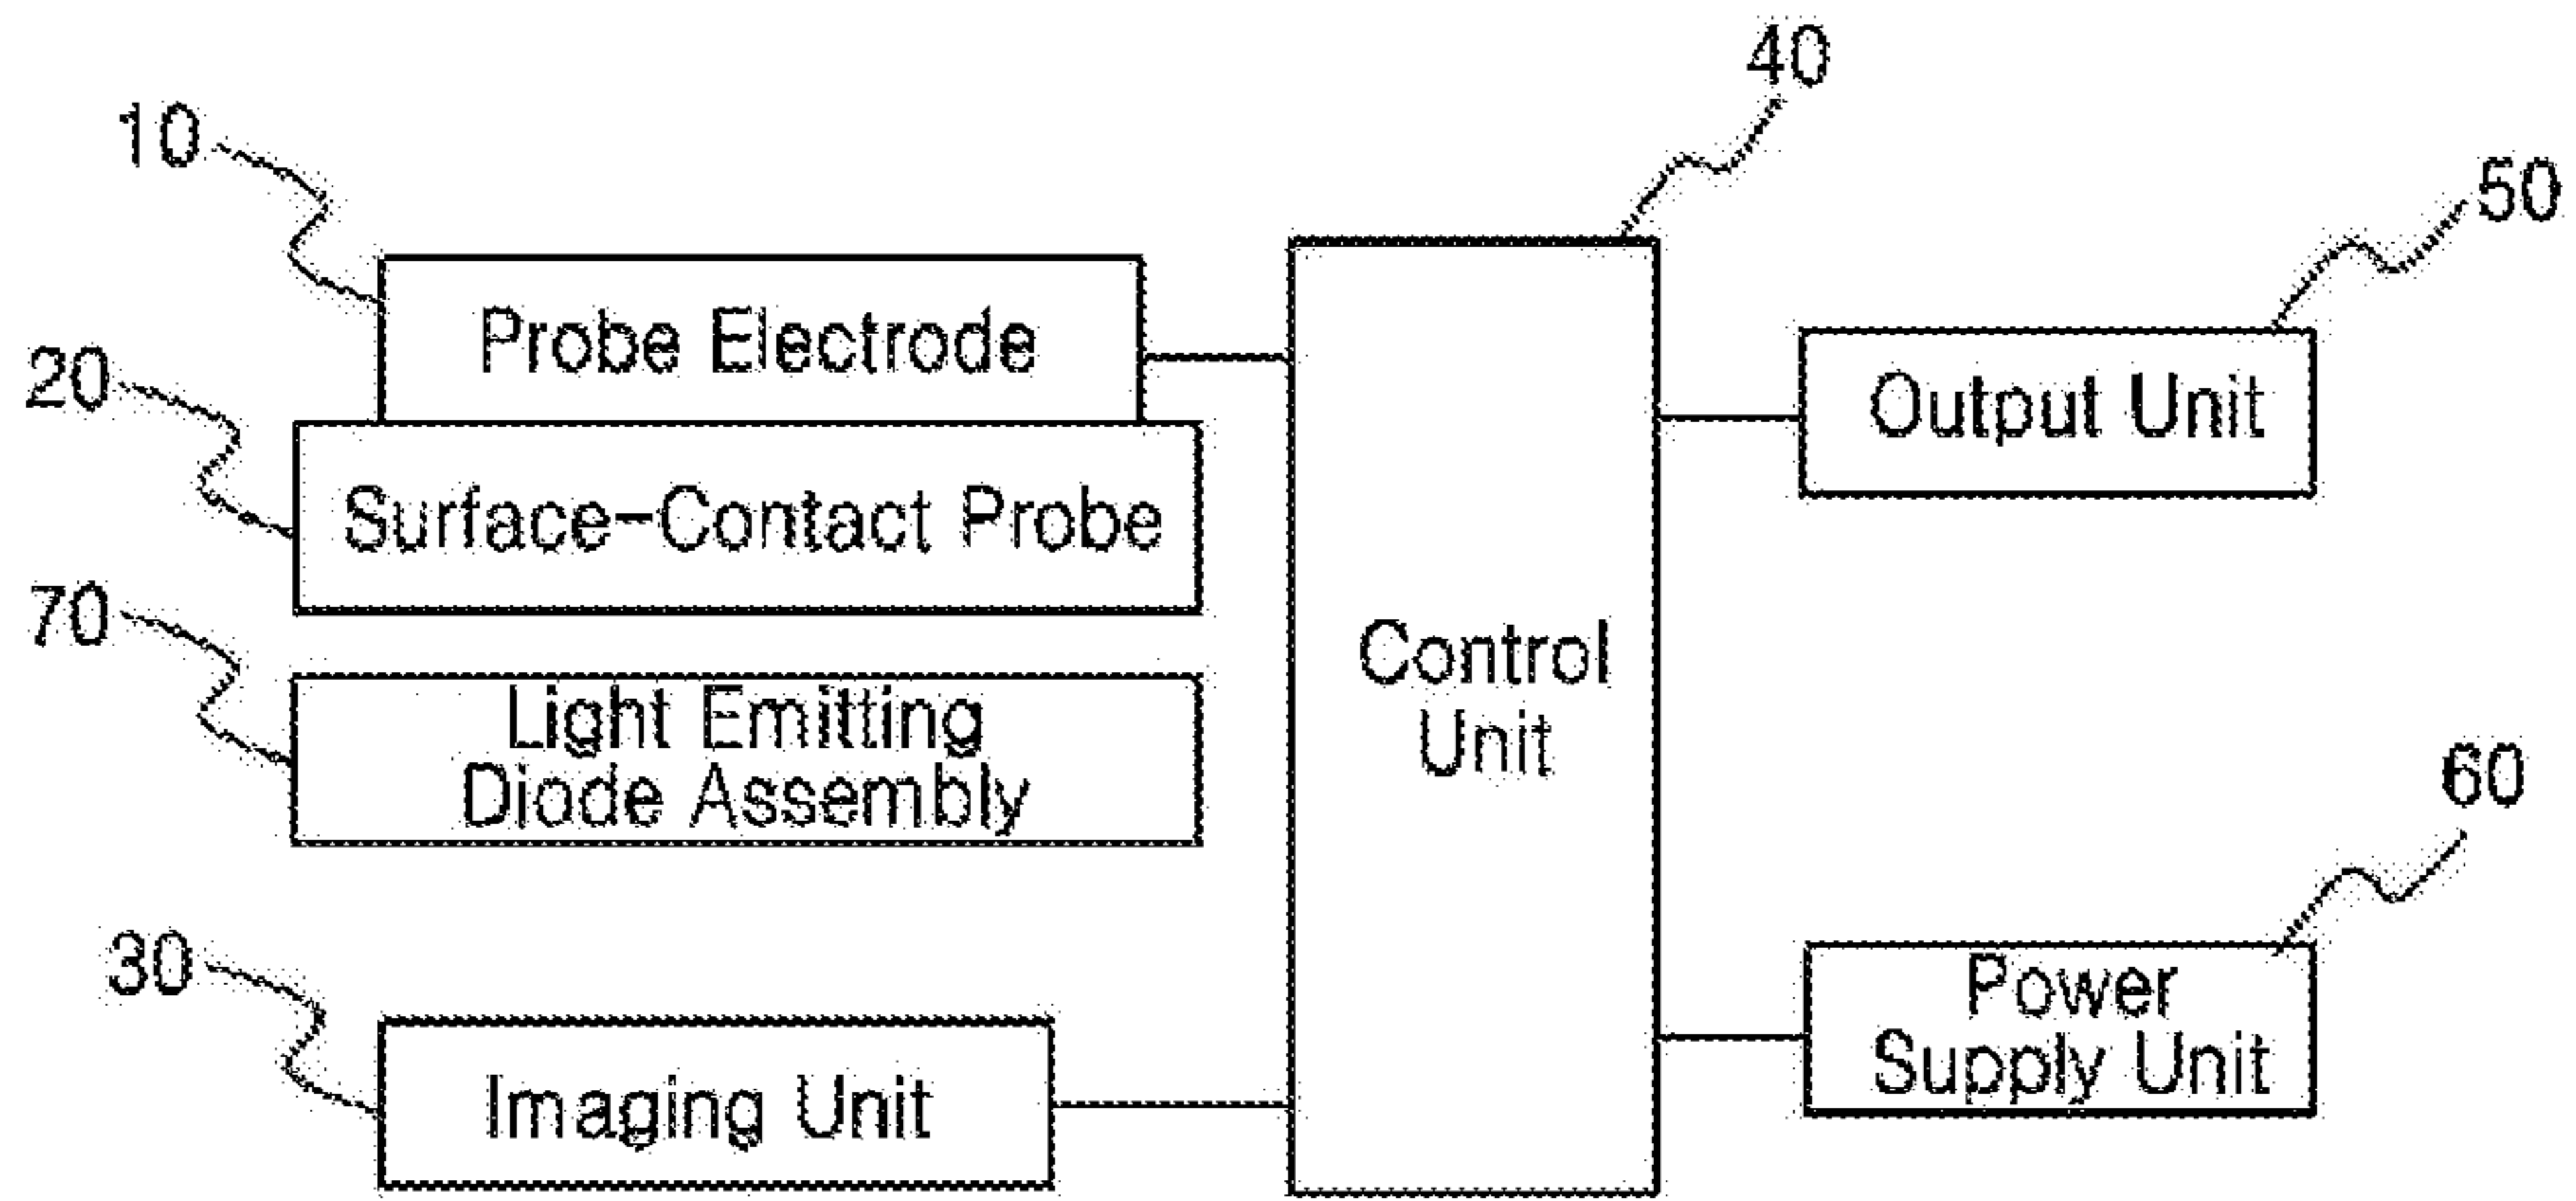 40
10
50
Probe Electrode
20
Output Unit
Surface-Contact Probe
70
Control
Unit
Light Emitting
Diode Assembly
60
30
Power
Supply Unit
Imaging Unit